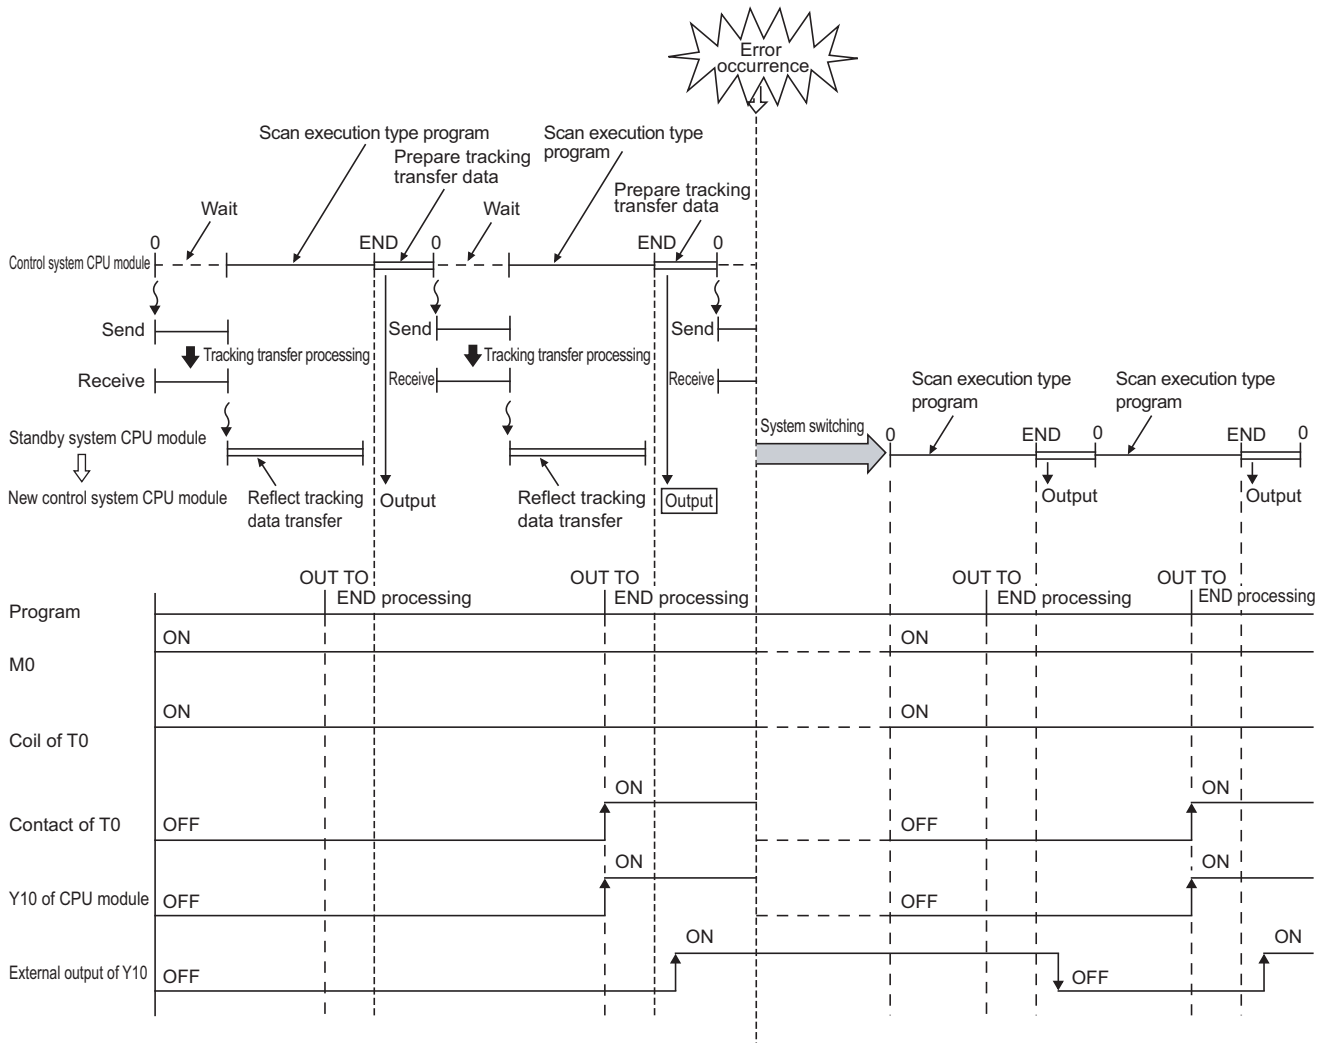 Error
occurrence
Scan execution type program
Scan execution type
program
Prepare tracking
transfer data
Prepare tracking
transfer data
Wait
Wait
0
END
0
END
0
Control system CPU module
Send
Send
Send
Tracking transfer processing
Tracking transfer processing
Receive
Receive
Receive
Scan execution type
program
Scan execution type
program
System switching
Standby system CPU module
0
END
0
END
0
New control system CPU module
Reflect tracking
data transfer
Output
Reflect tracking
data transfer
Output
Output
Output
OUT TO
OUT TO
OUT TO
OUT TO
END processing
END processing
END processing
END processing
Program
ON
ON
M0
ON
ON
Coil of T0
ON
ON
Contact of T0
OFF
OFF
ON
ON
Y10 of CPU module
OFF
OFF
ON
ON
External output of Y10
OFF
OFF